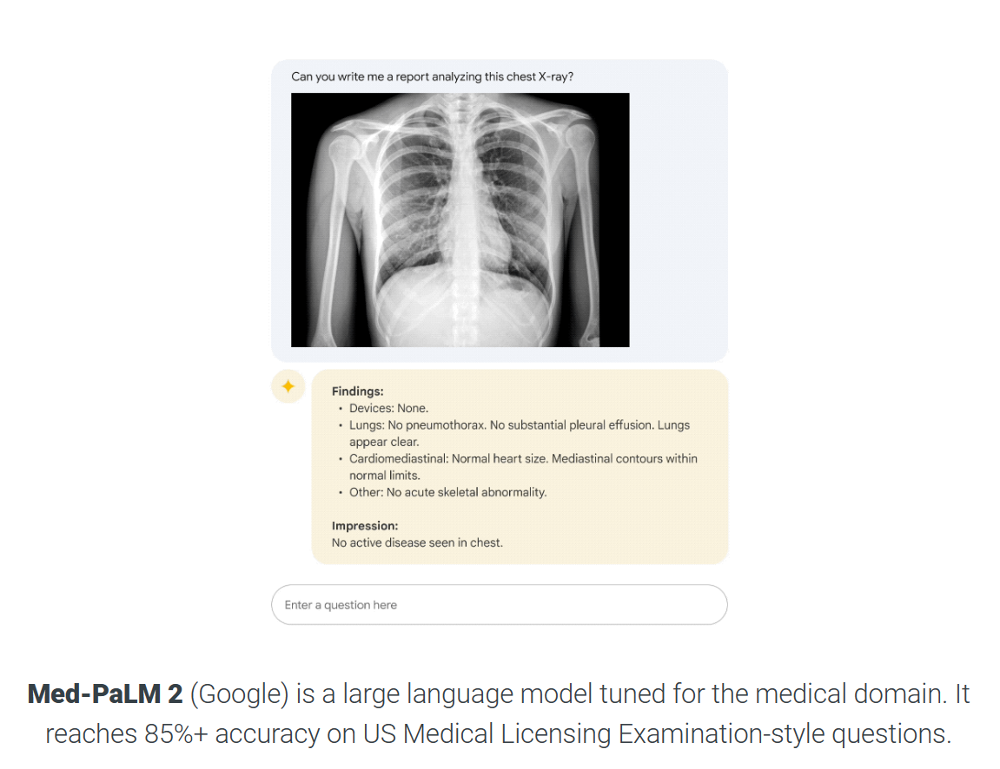 Can you write me a report analyzing this chest X-ray?
Findings:
• Devices: None.
• Lungs: No pneumothorax. No substantial pleural effusion. Lungs
appear clear.
• Cardiomediastinal: Normal heart size. Mediastinal contours within
normal limits.
• Other: No acute skeletal abnormality.
Impression:
No active disease seen in chest.
Enter a question here
Med-PaLM 2 (Google) is a large language model tuned for the medical domain. It
reaches 85%+ accuracy on US Medical Licensing Examination-style questions.